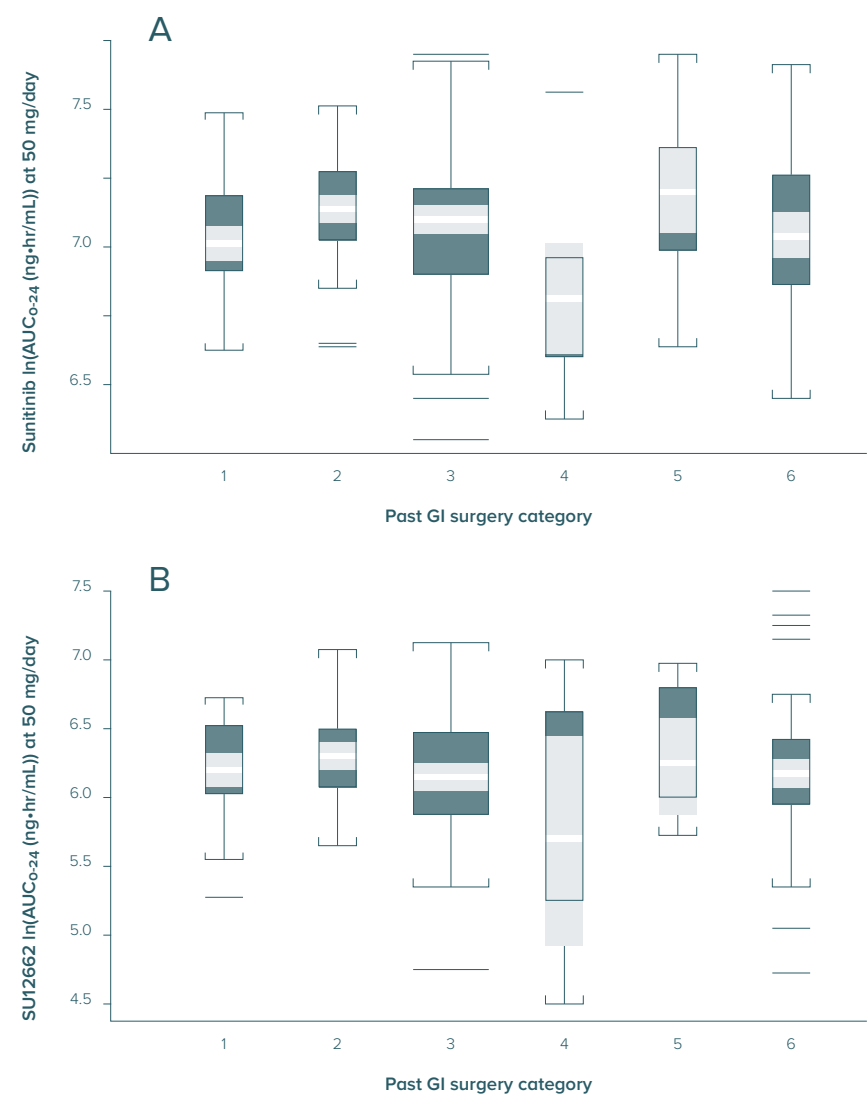 A
Sunitinib ln(AUC₀₋₂₄ (ng•hr/mL)) at 50 mg/day
7.5
7.0
6.5
1 2 3 4 5 6
Past GI surgery category
B
SU12662 ln(AUC₀₋₂₄ (ng•hr/mL)) at 50 mg/day
7.5
7.0
6.5
6.0
5.5
5.0
4.5
1 2 3 4 5 6
Past GI surgery category